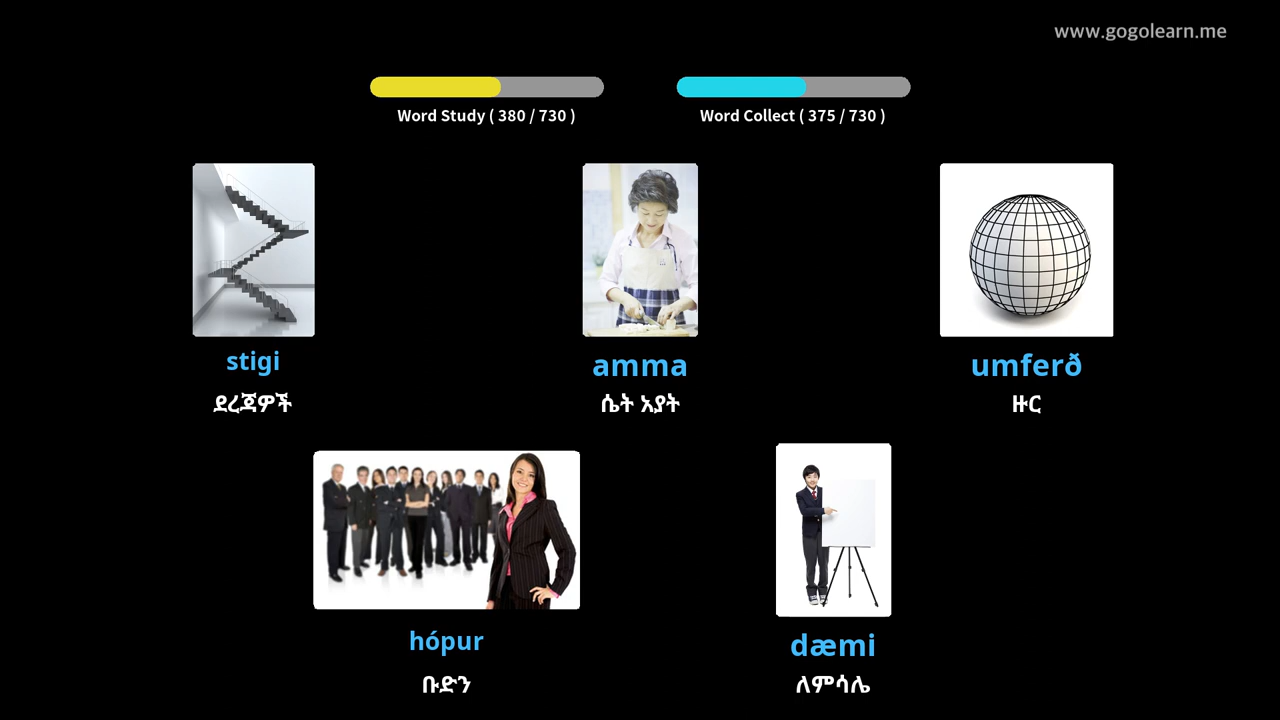 www.gogolearn.me
Word Study ( 380 / 730 )
Word Collect ( 375 / 730 )
stigi
ደረጃዎች
amma
ሴት አያት
umferð
ዙር
hópur
ቡድን
dæmi
ለምሳሌ